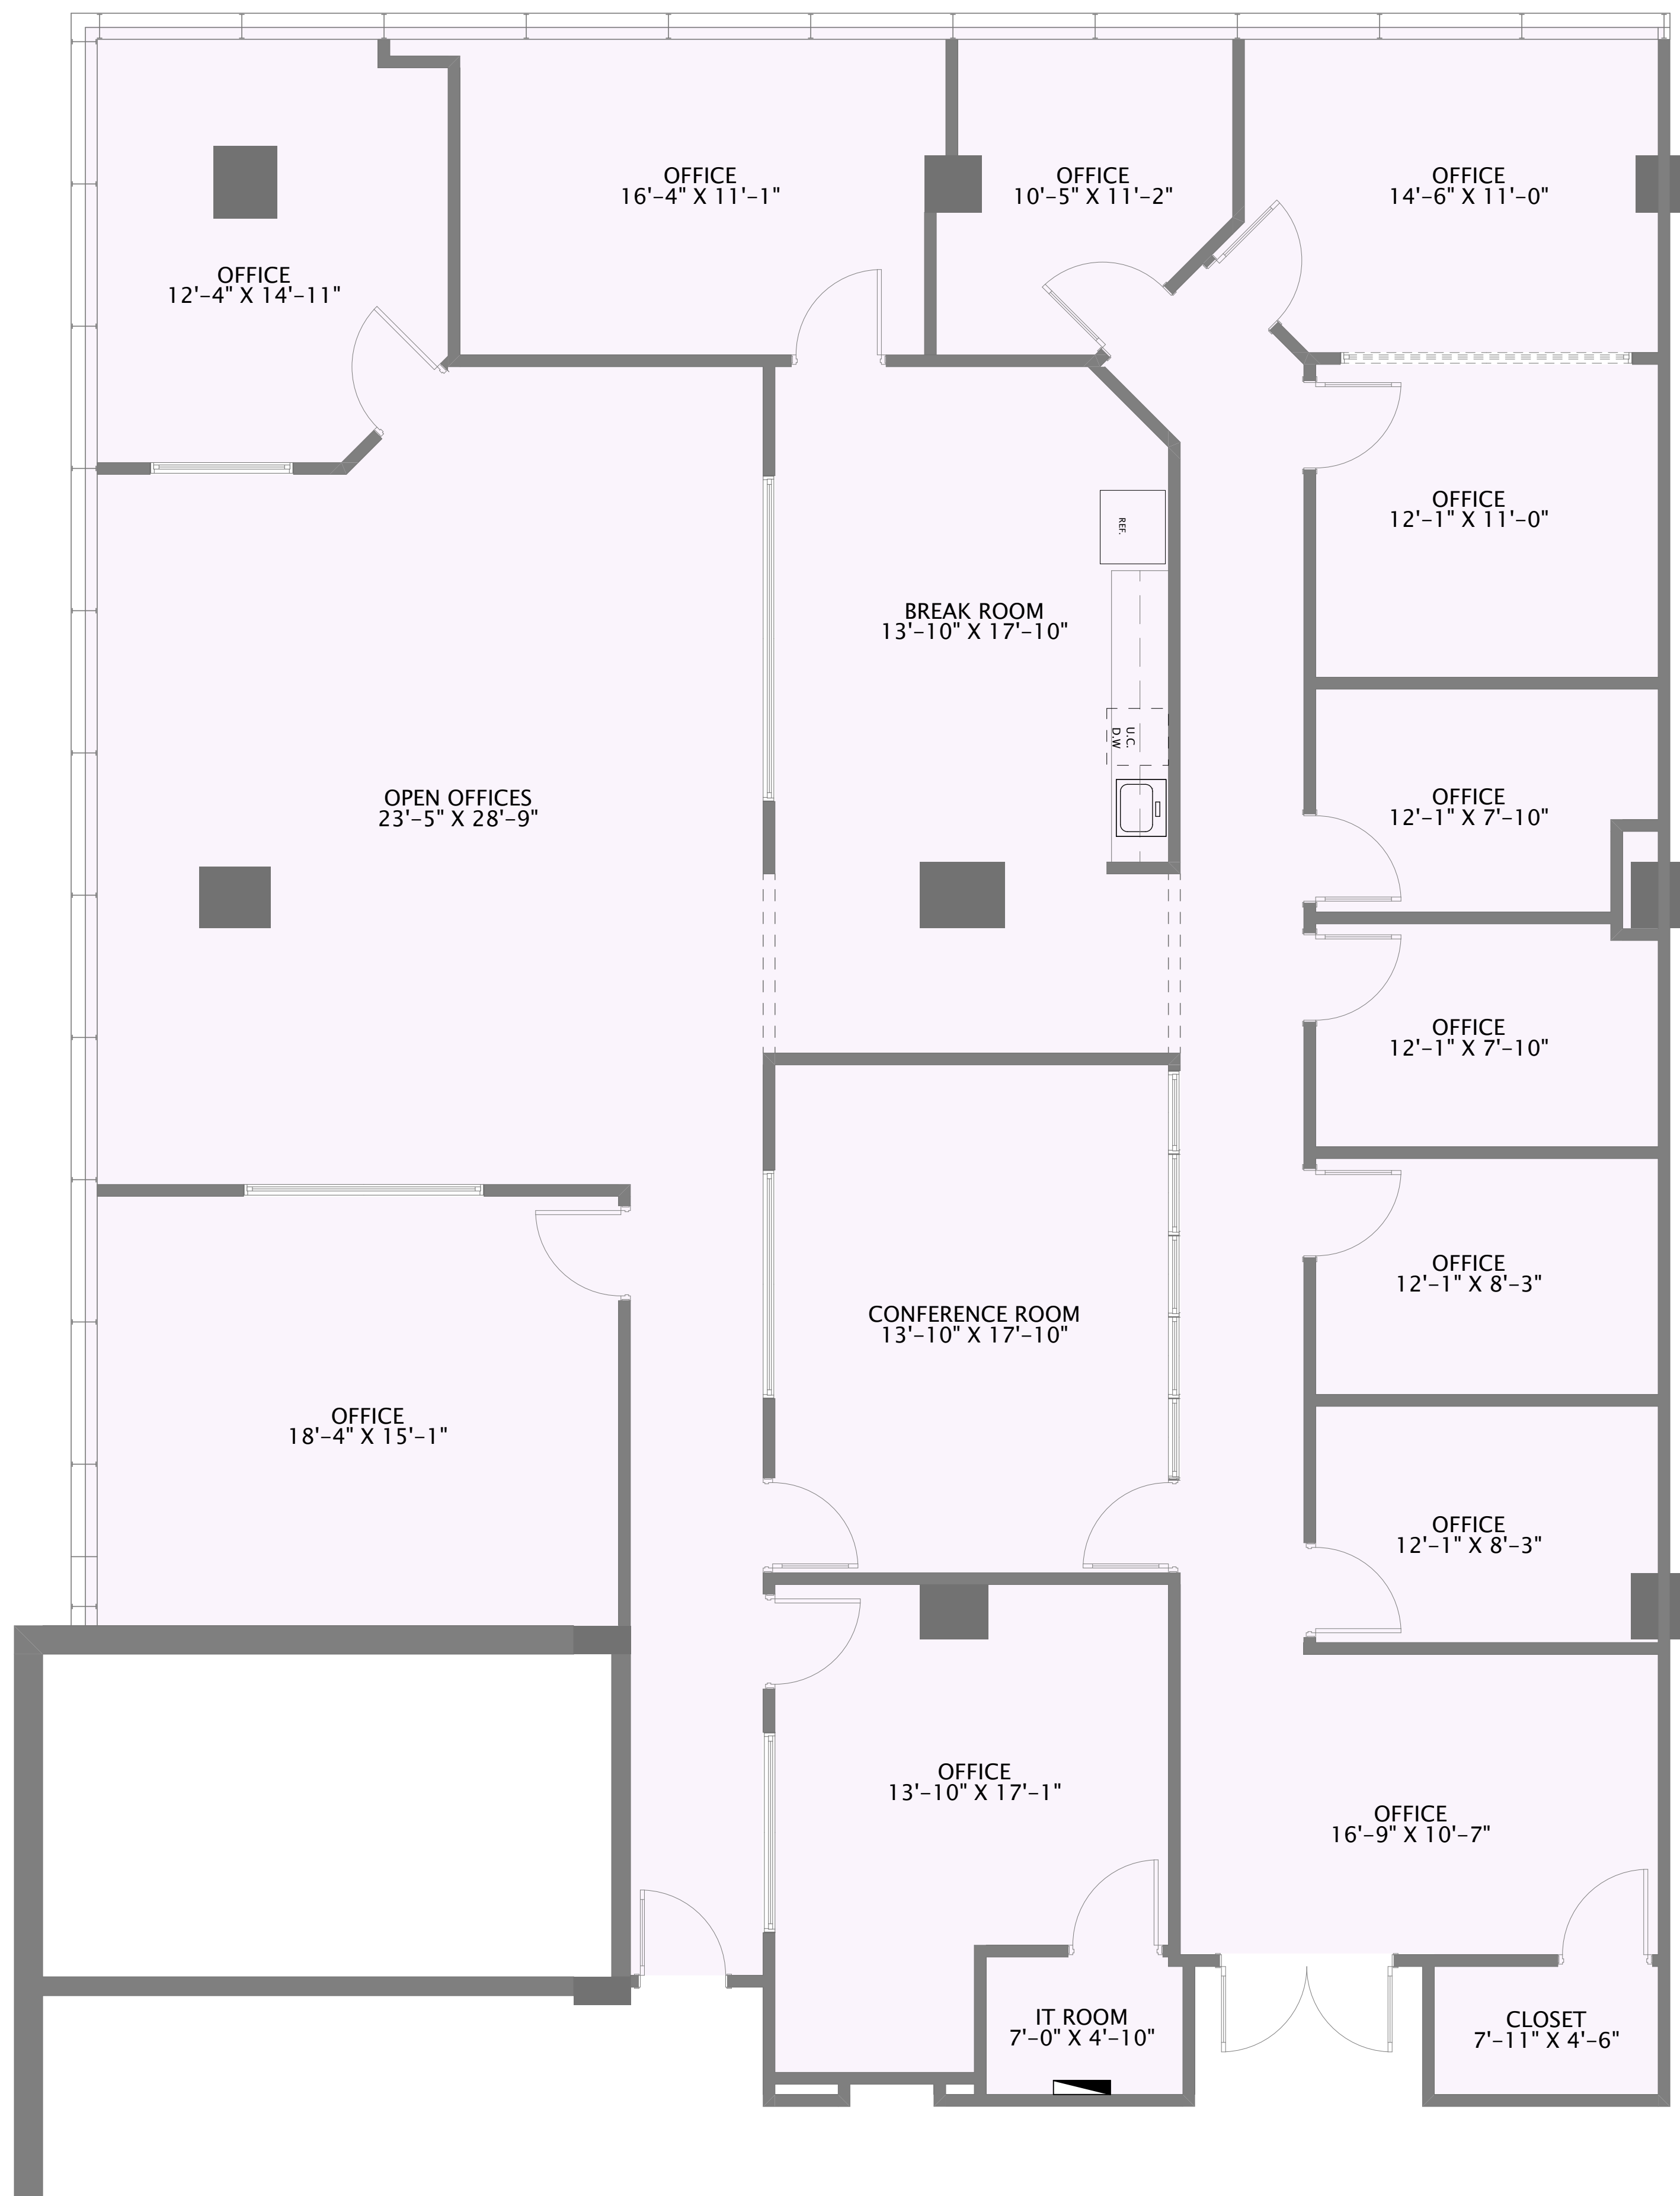 OFFICE
16'-4" X 11'-1"
OFFICE
10'-5" X 11'-2"
OFFICE
14'-6" X 11'-0"
OFFICE
12'-4" X 14'-11"
OFFICE
12'-1" X 11'-0"
REF.
BREAK ROOM
13'-10" X 17'-10"
U.C.
D.W
OPEN OFFICES
23'-5" X 28'-9"
OFFICE
12'-1" X 7'-10"
OFFICE
12'-1" X 7'-10"
OFFICE
12'-1" X 8'-3"
CONFERENCE ROOM
13'-10" X 17'-10"
OFFICE
18'-4" X 15'-1"
OFFICE
12'-1" X 8'-3"
OFFICE
13'-10" X 17'-1"
OFFICE
16'-9" X 10'-7"
IT ROOM
7'-0" X 4'-10"
CLOSET
7'-11" X 4'-6"